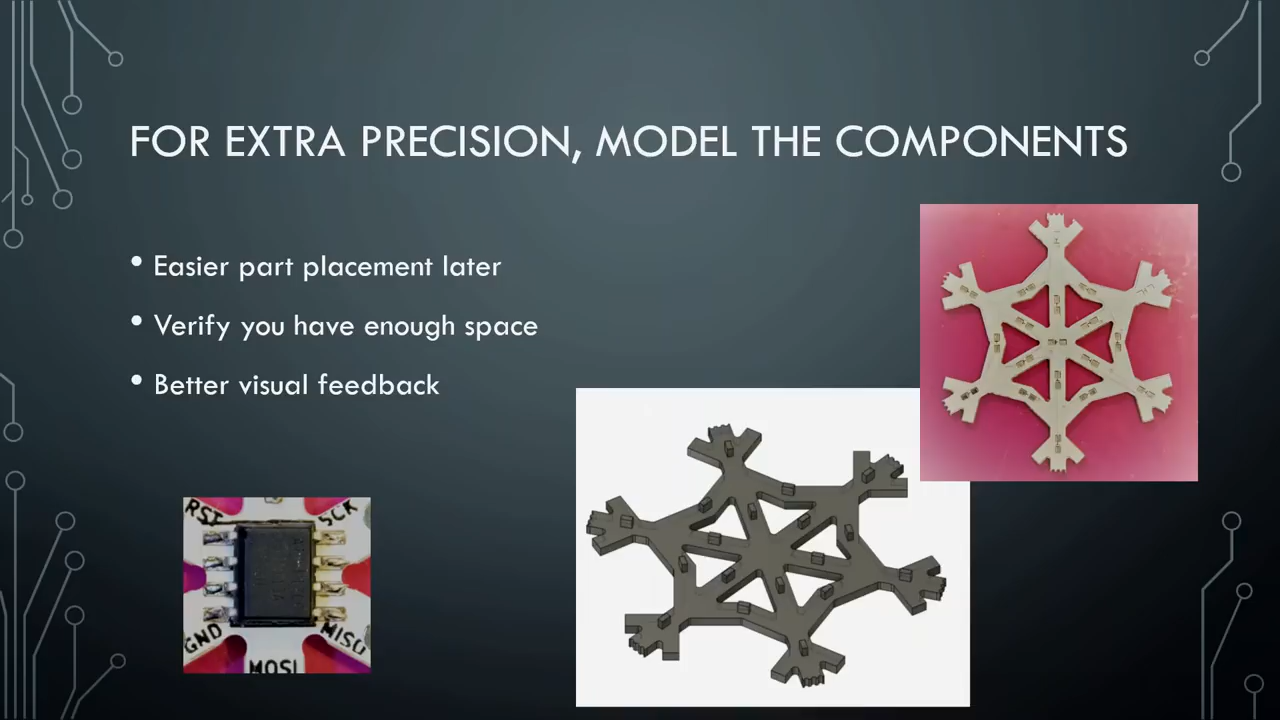 FOR EXTRA PRECISION, MODEL THE COMPONENTS
• Easier part placement later
• Verify you have enough space
• Better visual feedback
RST
SCK
GND
MISO
MOSI